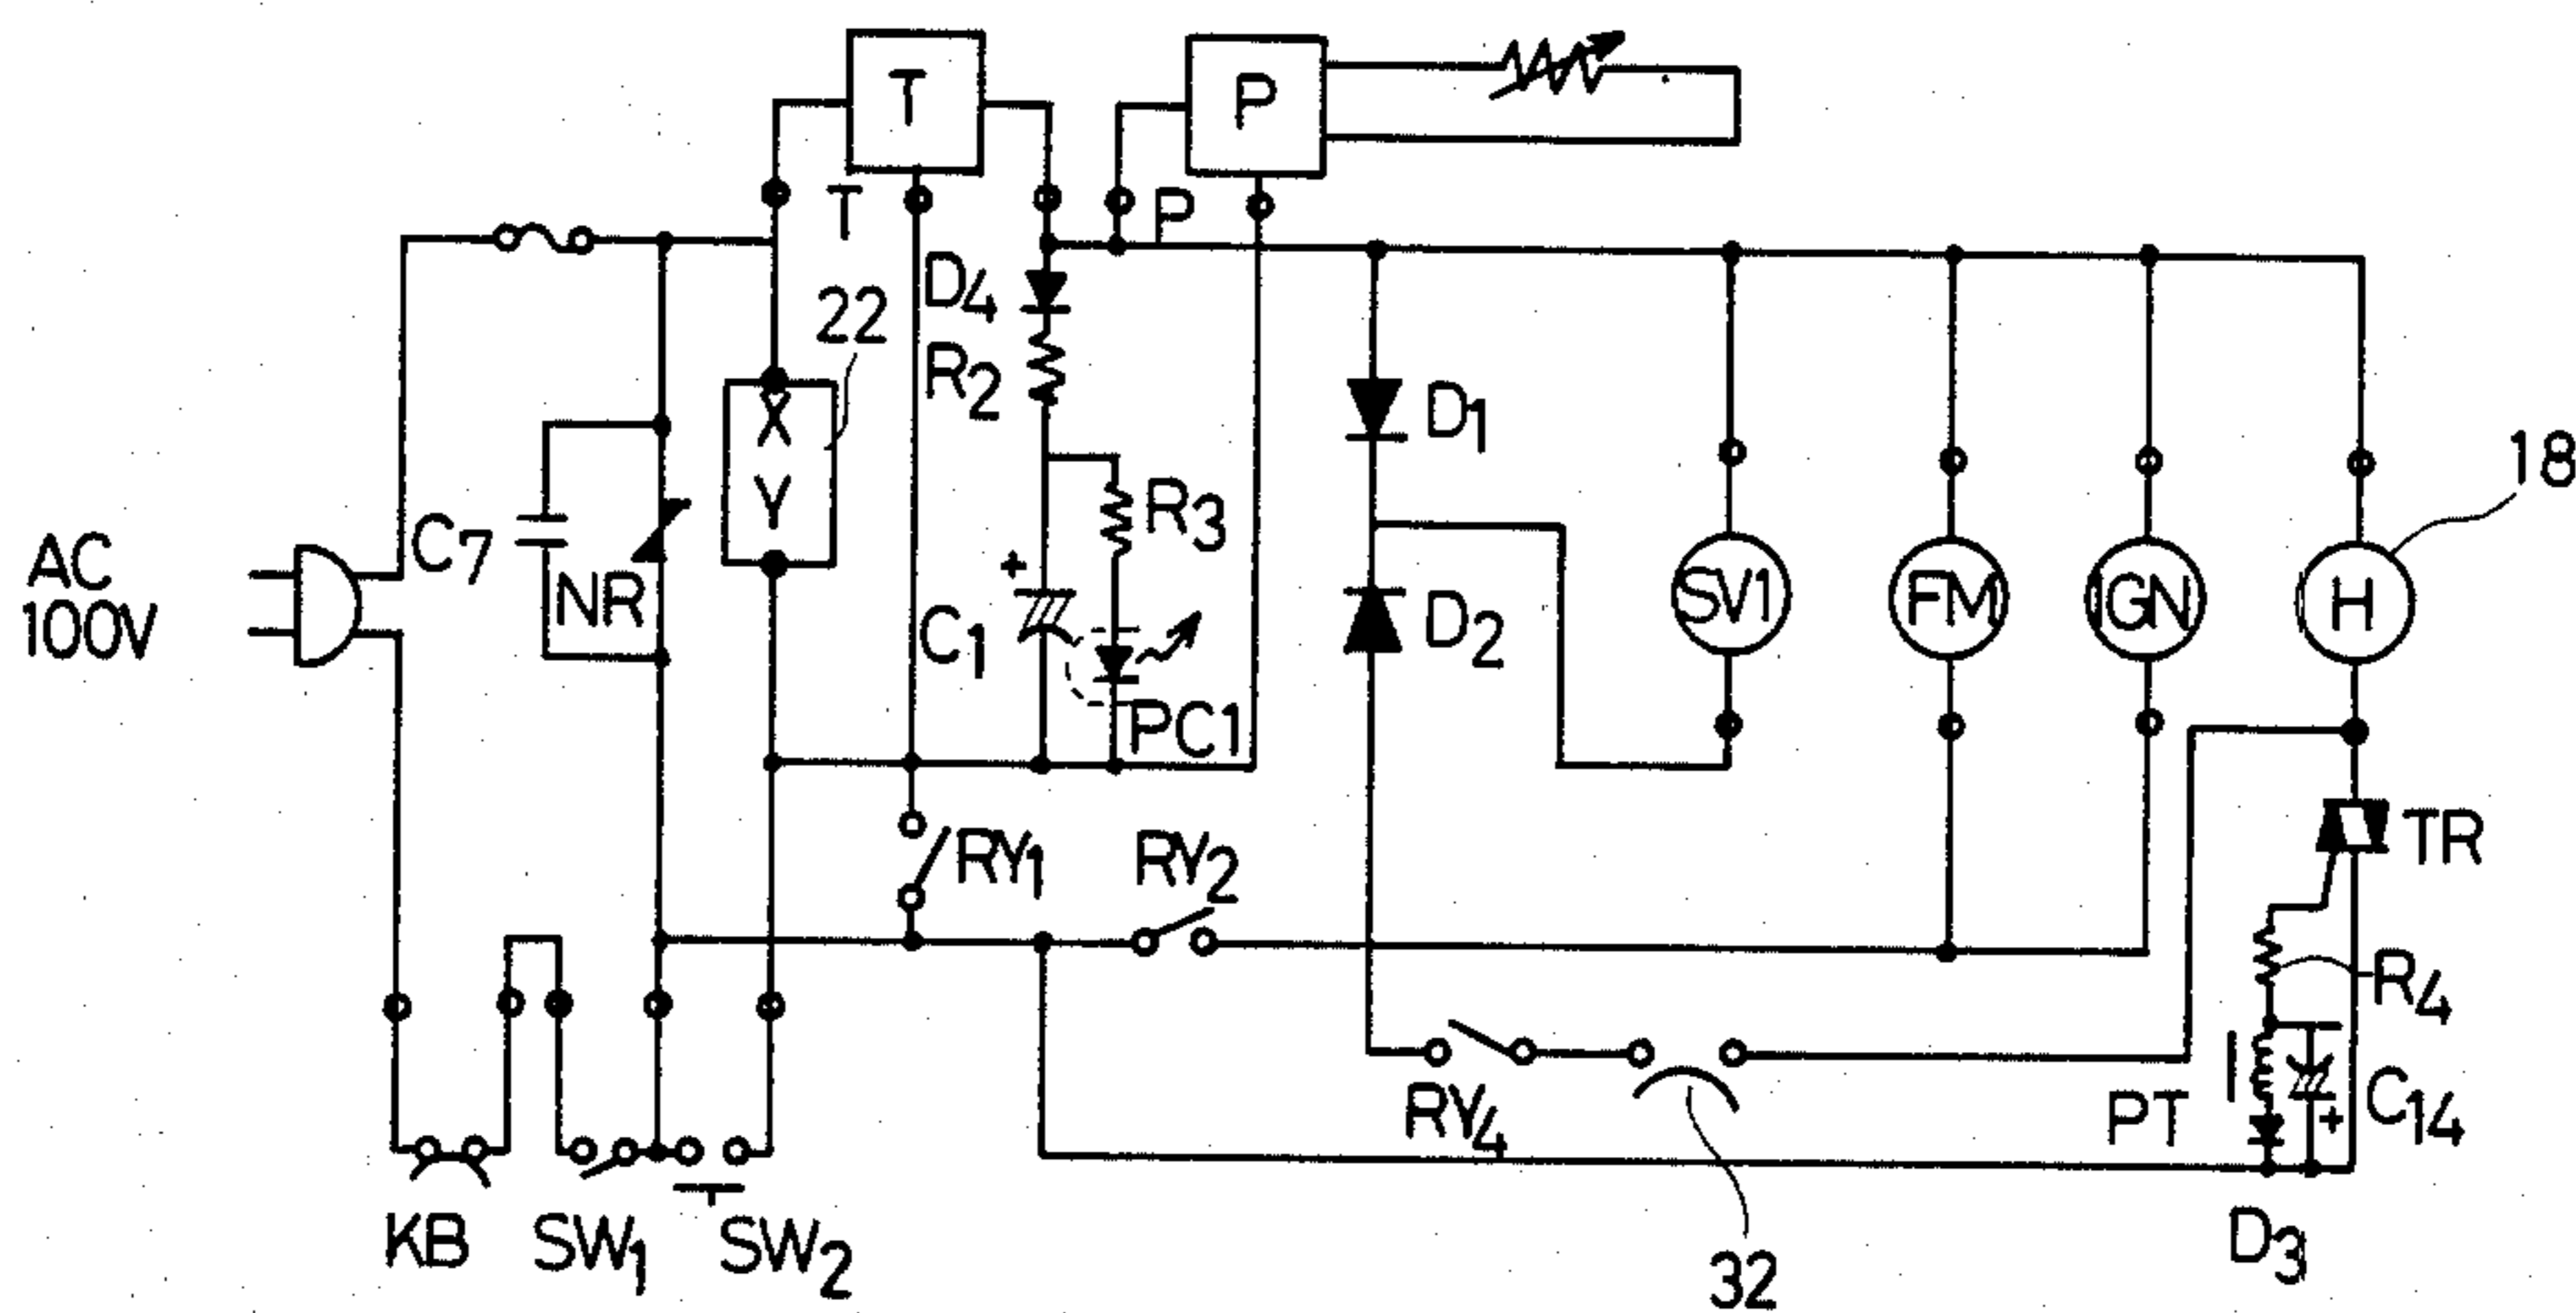 T
P
T
P
D4
22
R2
X
Y
D1
18
R3
C7
AC
100V
NR
+
C1
PC1
D2
SV1
FM
IGN
H
TR
RY1
RY2
R4
RY4
PT
C14
+
KB
SW1
SW2
32
D3